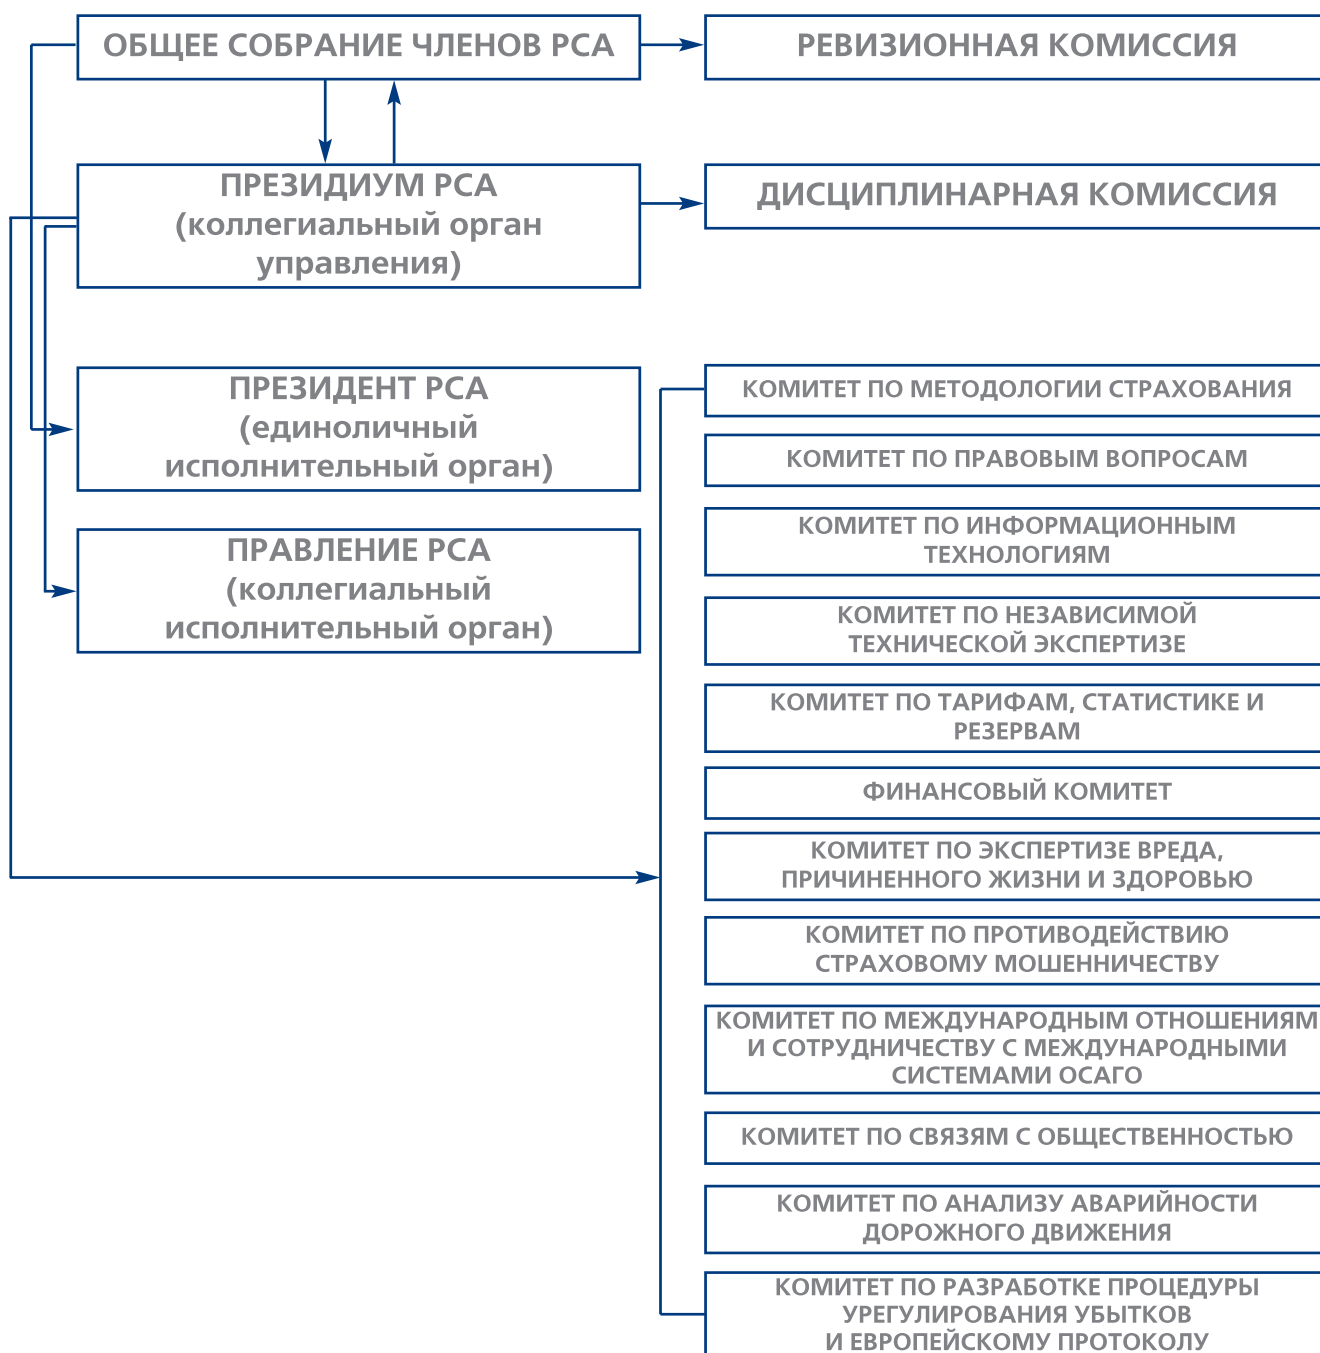 ОБЩЕЕ СОБРАНИЕ ЧЛЕНОВ РСА
РЕВИЗИОННАЯ КОМИССИЯ
ПРЕЗИДИУМ РСА
(коллегиальный орган
управления)
ДИСЦИПЛИНАРНАЯ КОМИССИЯ
ПРЕЗИДЕНТ РСА
(единоличный
исполнительный орган)
ПРАВЛЕНИЕ РСА
(коллегиальный
исполнительный орган)
КОМИТЕТ ПО МЕТОДОЛОГИИ СТРАХОВАНИЯ
КОМИТЕТ ПО ПРАВОВЫМ ВОПРОСАМ
КОМИТЕТ ПО ИНФОРМАЦИОННЫМ
ТЕХНОЛОГИЯМ
КОМИТЕТ ПО НЕЗАВИСИМОЙ
ТЕХНИЧЕСКОЙ ЭКСПЕРТИЗЕ
КОМИТЕТ ПО ТАРИФАМ, СТАТИСТИКЕ И
РЕЗЕРВАМ
ФИНАНСОВЫЙ КОМИТЕТ
КОМИТЕТ ПО ЭКСПЕРТИЗЕ ВРЕДА,
ПРИЧИНЕННОГО ЖИЗНИ И ЗДОРОВЬЮ
КОМИТЕТ ПО ПРОТИВОДЕЙСТВИЮ
СТРАХОВОМУ МОШЕННИЧЕСТВУ
КОМИТЕТ ПО МЕЖДУНАРОДНЫМ ОТНОШЕНИЯМ
И СОТРУДНИЧЕСТВУ С МЕЖДУНАРОДНЫМИ
СИСТЕМАМИ ОСАГО
КОМИТЕТ ПО СВЯЗЯМ С ОБЩЕСТВЕННОСТЬЮ
КОМИТЕТ ПО АНАЛИЗУ АВАРИЙНОСТИ
ДОРОЖНОГО ДВИЖЕНИЯ
КОМИТЕТ ПО РАЗРАБОТКЕ ПРОЦЕДУРЫ
УРЕГУЛИРОВАНИЯ УБЫТКОВ
И ЕВРОПЕЙСКОМУ ПРОТОКОЛУ